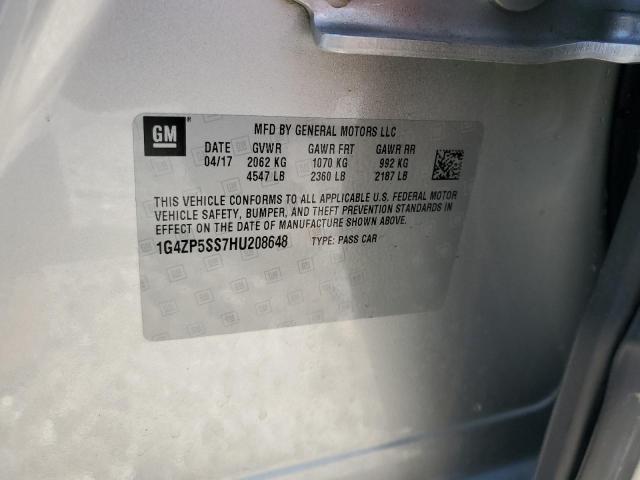 GM
MFD BY GENERAL MOTORS LLC
DATE GVWR GAWR FRT GAWR RR
04/17 2062 KG 1070 KG 992 KG
4547 LB 2360 LB 2187 LB
THIS VEHICLE CONFORMS TO ALL APPLICABLE U.S. FEDERAL MOTOR
VEHICLE SAFETY, BUMPER, AND THEFT PREVENTION STANDARDS IN
EFFECT ON THE DATE OF MANUFACTURE SHOWN ABOVE.
1G4ZP5SS7HU208648 TYPE: PASS CAR